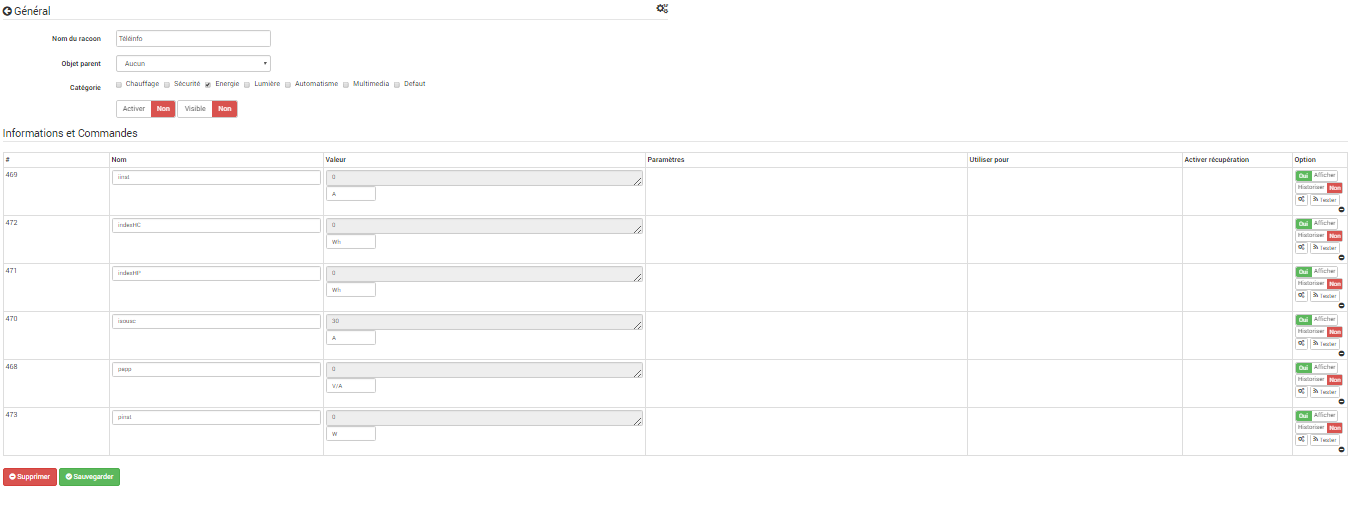 Général
Nom du racoon Téléinfo
Objet parent Aucun
Catégorie Chauffage Sécurité Energie Lumière Automatisme Multimedia Defaut
Activer Non Visible Non
Informations et Commandes
# Nom Valeur Paramètres Utiliser pour Activer récupération Option
469 iinst 0 Oui Afficher
A Historiser Non
Tester
472 indexHC 0 Oui Afficher
Wh Historiser Non
Tester
471 indexHP 0 Oui Afficher
Wh Historiser Non
Tester
470 isousc 30 Oui Afficher
A Historiser Non
Tester
468 papp 0 Oui Afficher
V/A Historiser Non
Tester
473 pinst 0 Oui Afficher
W Historiser Non
Tester
Supprimer Sauvegarder